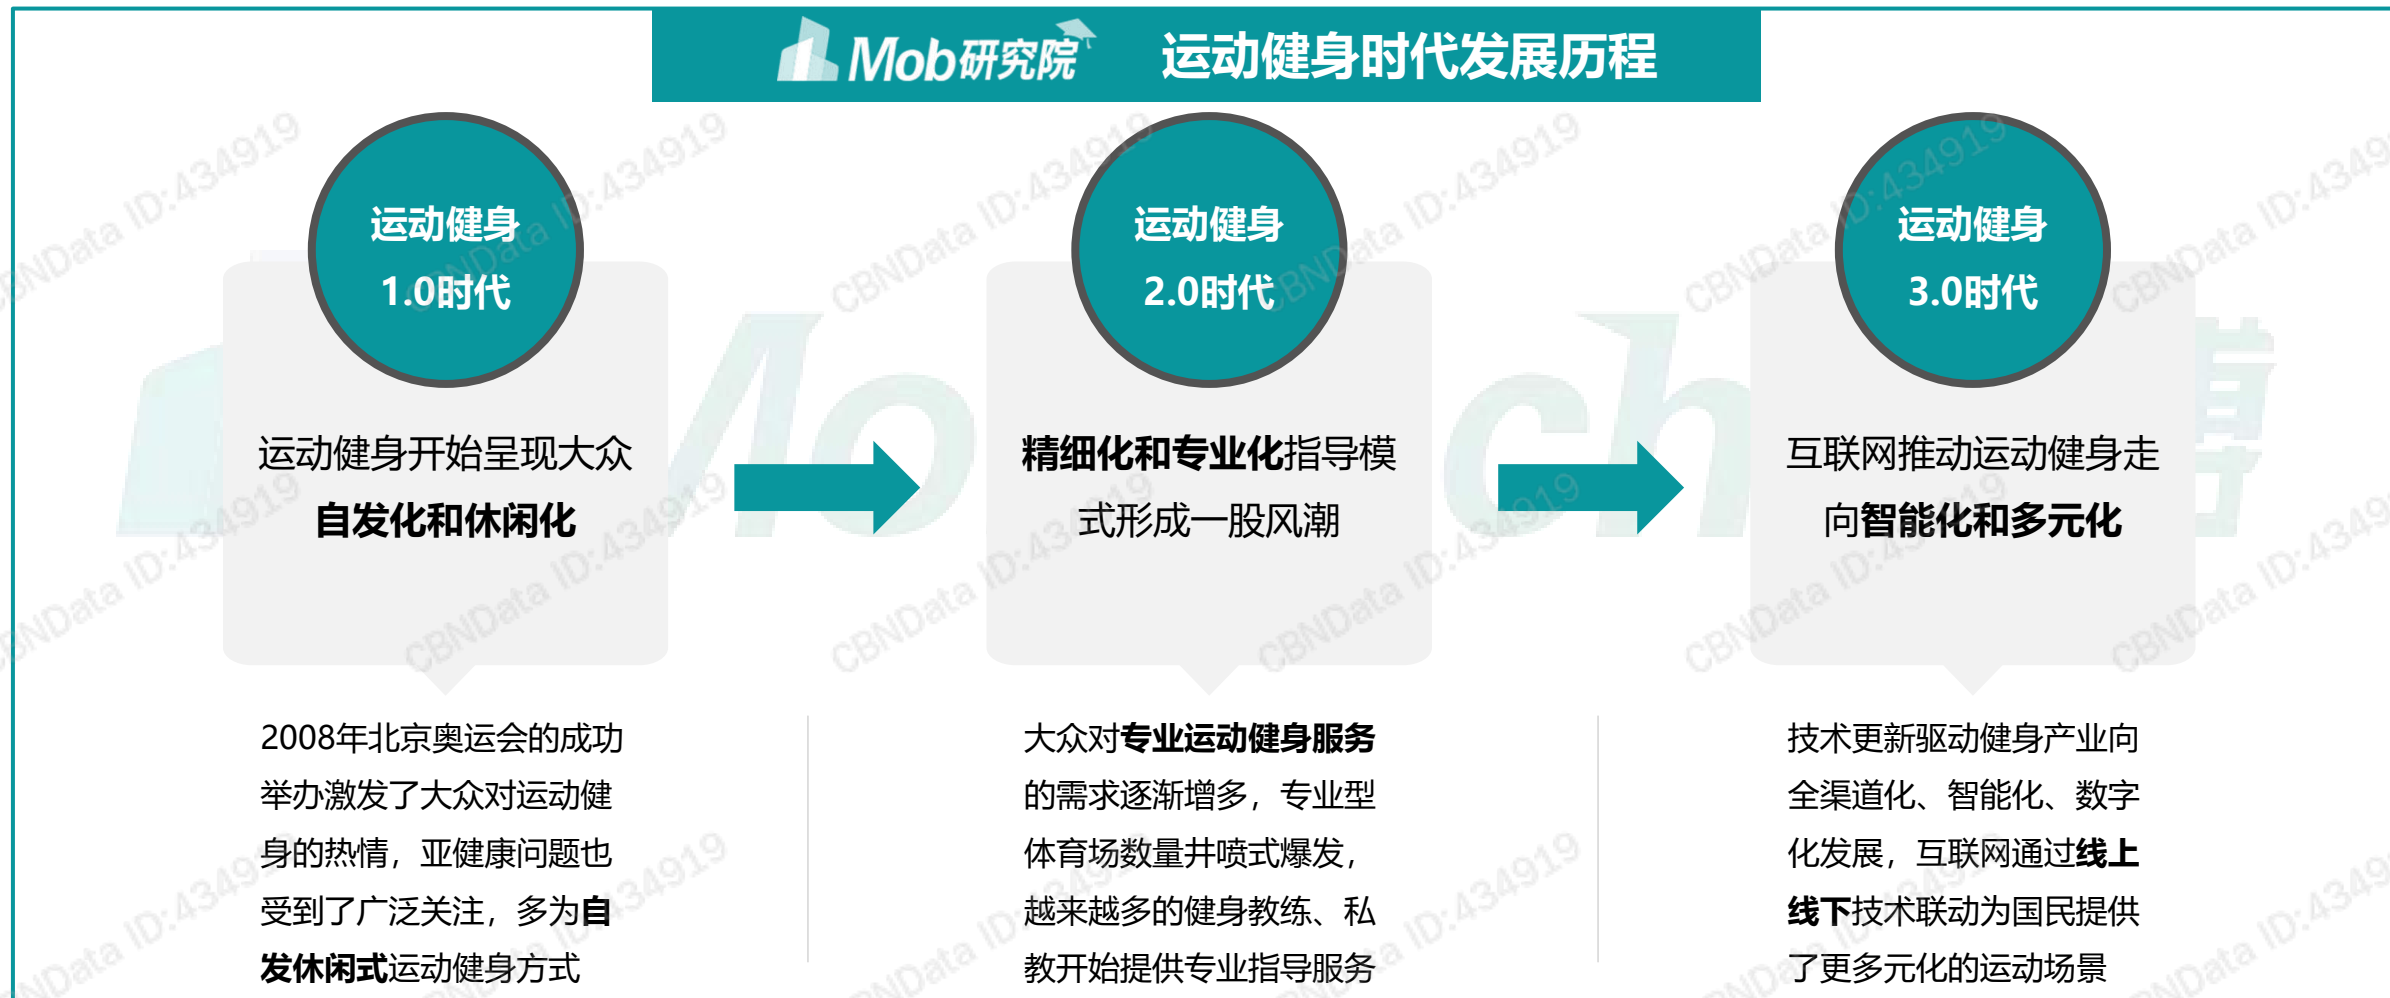 Mob研究院
运动健身时代发展历程
运动健身
1.0时代
运动健身开始呈现大众
自发化和休闲化
2008年北京奥运会的成功
举办激发了大众对运动健
身的热情，亚健康问题也
受到了广泛关注，多为自
发休闲式运动健身方式
运动健身
2.0时代
精细化和专业化指导模
式形成一股风潮
大众对专业运动健身服务
的需求逐渐增多，专业型
体育场数量井喷式爆发，
越来越多的健身教练、私
教开始提供专业指导服务
运动健身
3.0时代
互联网推动运动健身走
向智能化和多元化
技术更新驱动健身产业向
全渠道化、智能化、数字
化发展，互联网通过线上
线下技术联动为国民提供
了更多元化的运动场景
CBNData ID:434919